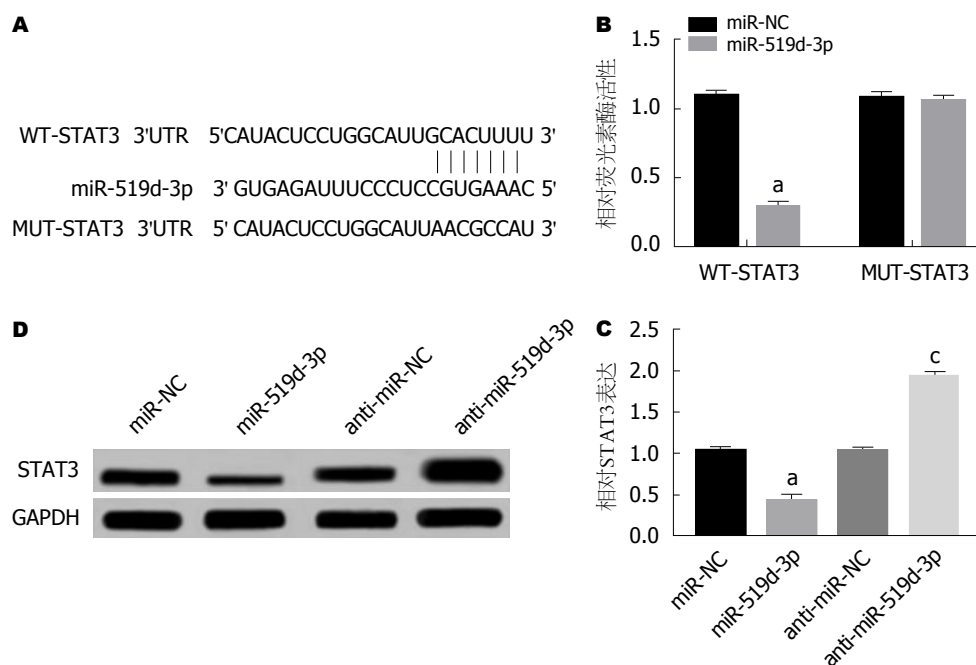 A
WT-STAT3 3'UTR 5'CAUACUCCUGGCAUUGCACUUUU 3'
miR-519d-3p 3' GUGAGAUUUCCCUCCGUGAAAC 5'
MUT-STAT3 3'UTR 5' CAUACUCCUGGCAUUAACGCCAU 3'
B
miR-NC
miR-519d-3p
相对荧光素酶活性
1.5
1.0
0.5
0.0
a
WT-STAT3 MUT-STAT3
D
miR-NC miR-519d-3p anti-miR-NC anti-miR-519d-3p
STAT3
GAPDH
C
相对STAT3表达
2.5
2.0
1.5
1.0
0.5
0.0
a
c
miR-NC miR-519d-3p anti-miR-NC anti-miR-519d-3p